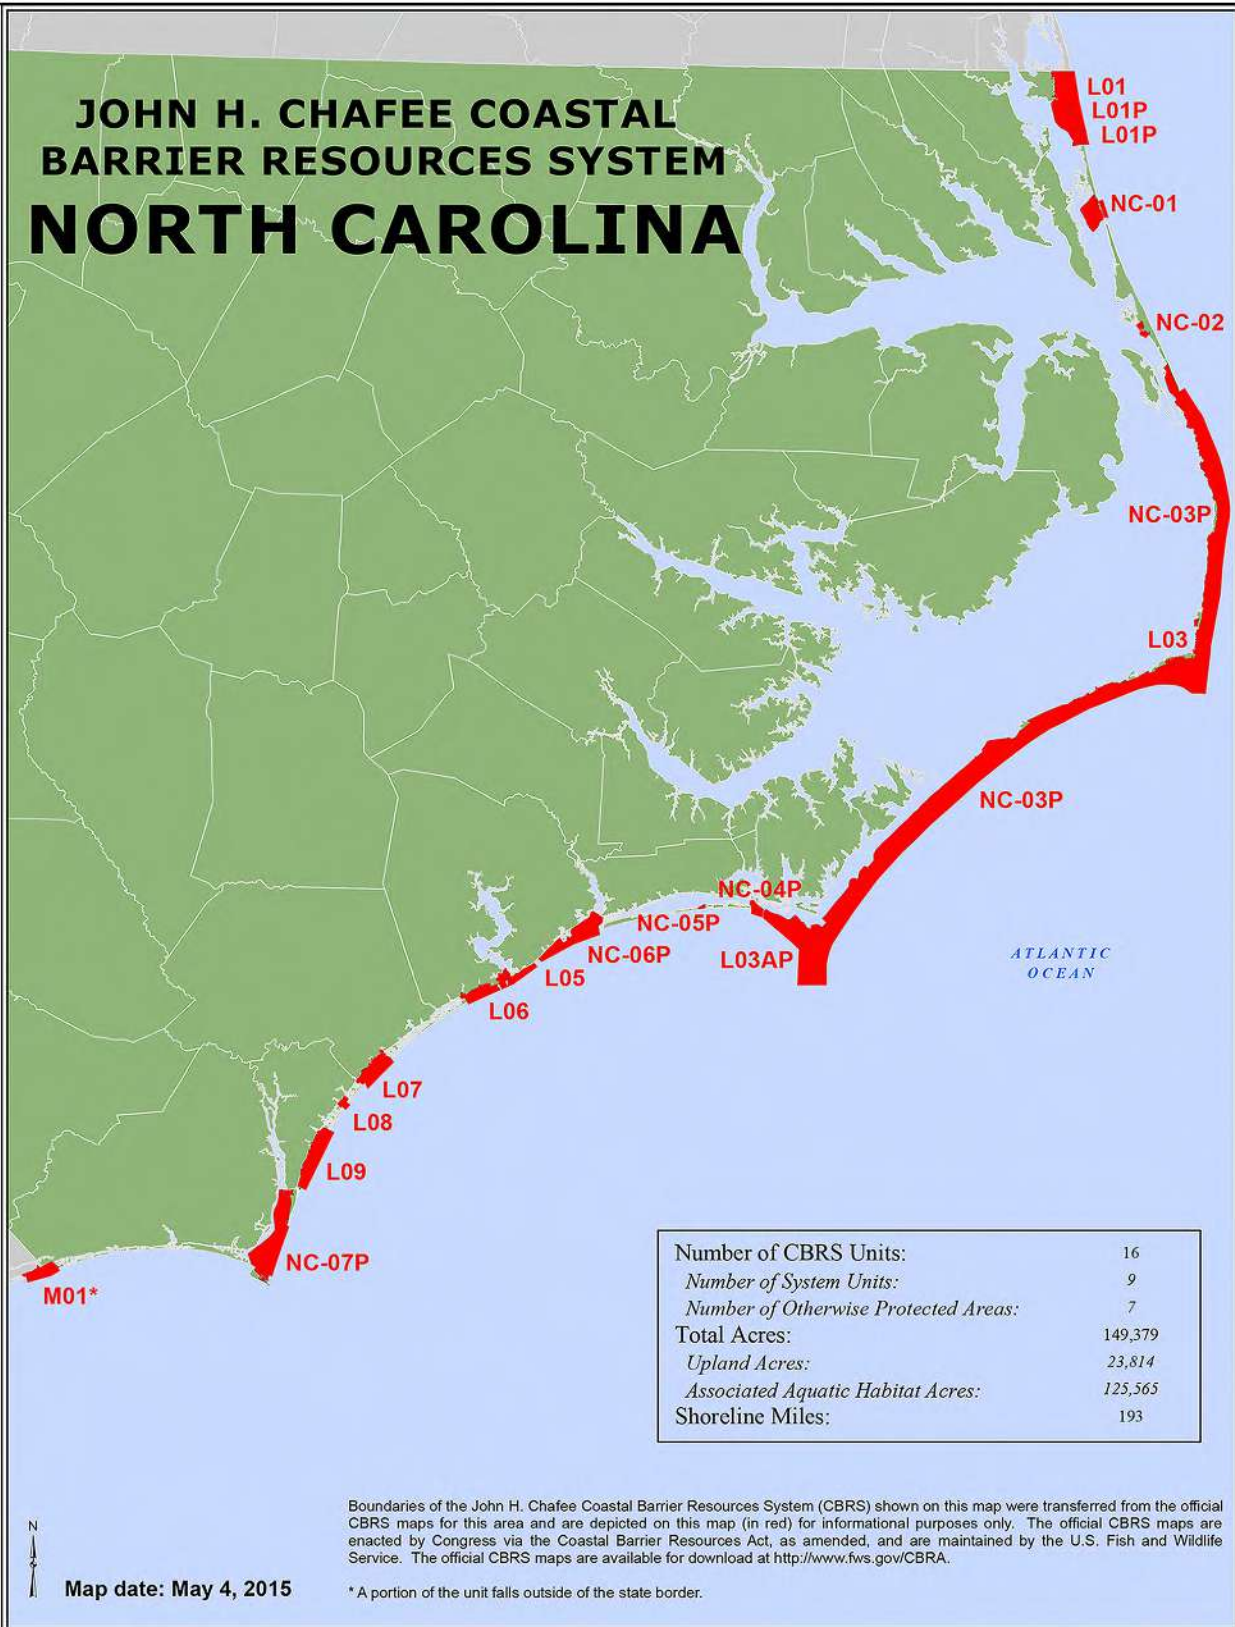 JOHN H. CHAFEE COASTAL
BARRIER RESOURCES SYSTEM
NORTH CAROLINA
L01
L01P
L01P
NC-01
NC-02
NC-03P
L03
NC-03P
NC-04P
NC-05P
NC-06P
L03AP
L05
L06
ATLANTIC
OCEAN
L07
L08
L09
NC-07P
M01*
Number of CBRS Units: 16
Number of System Units: 9
Number of Otherwise Protected Areas: 7
Total Acres: 149,379
Upland Acres: 23,814
Associated Aquatic Habitat Acres: 125,565
Shoreline Miles: 193
Boundaries of the John H. Chafee Coastal Barrier Resources System (CBRS) shown on this map were transferred from the official
CBRS maps for this area and are depicted on this map (in red) for informational purposes only. The official CBRS maps are
enacted by Congress via the Coastal Barrier Resources Act, as amended, and are maintained by the U.S. Fish and Wildlife
Service. The official CBRS maps are available for download at http://www.fws.gov/CBRA.
* A portion of the unit falls outside of the state border.
N
Map date: May 4, 2015